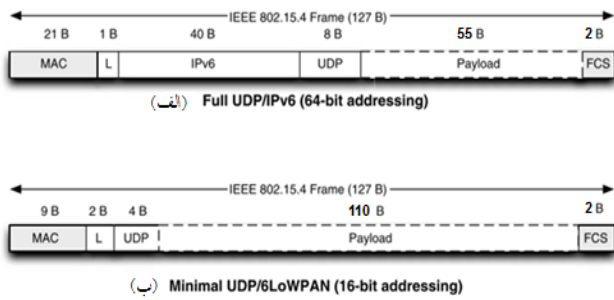 IEEE 802.15.4 Frame (127 B)
21 B 1 B 40 B 8 B 55 B 2 B
MAC L IPv6 UDP Payload FCS
(الف) Full UDP/IPv6 (64-bit addressing)
IEEE 802.15.4 Frame (127 B)
9 B 2 B 4 B 110 B 2 B
MAC L UDP Payload FCS
(ب) Minimal UDP/6LoWPAN (16-bit addressing)